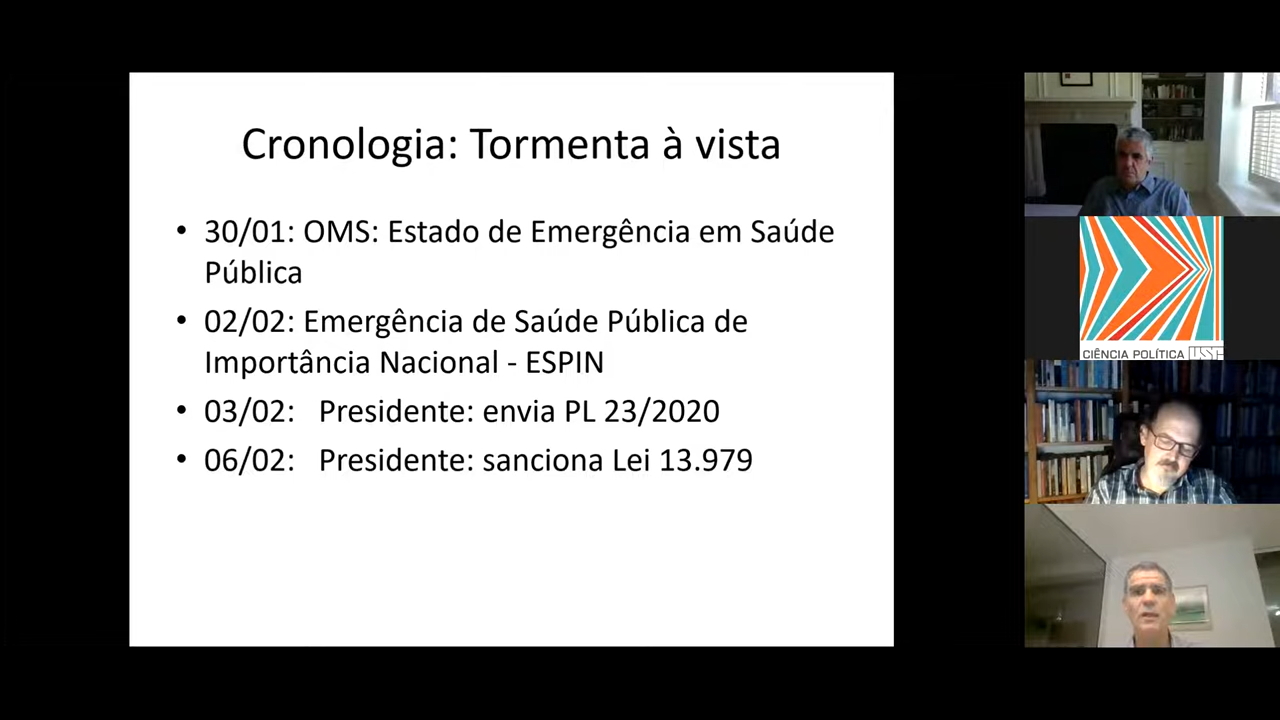 Cronologia: Tormenta à vista
• 30/01: OMS: Estado de Emergência em Saúde
Pública
• 02/02: Emergência de Saúde Pública de
Importância Nacional - ESPIN
• 03/02: Presidente: envia PL 23/2020
• 06/02: Presidente: sanciona Lei 13.979
CIÊNCIA POLÍTICA USP